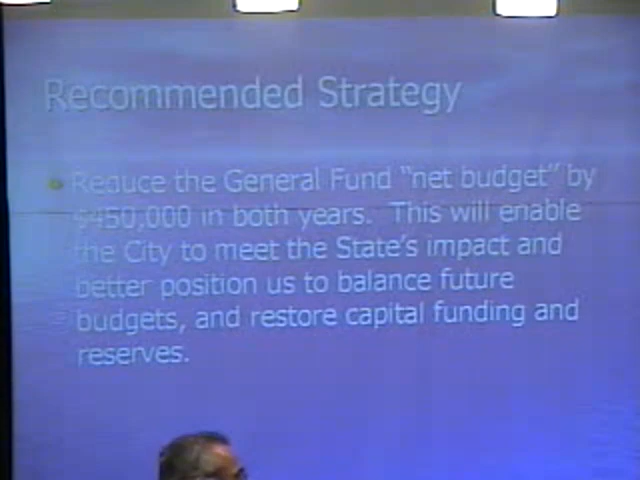 Recommended Strategy
Reduce the General Fund “net budget” by
$450,000 in both years. This will enable
the City to meet the State’s impact and
better position us to balance future
budgets, and restore capital funding and
reserves.